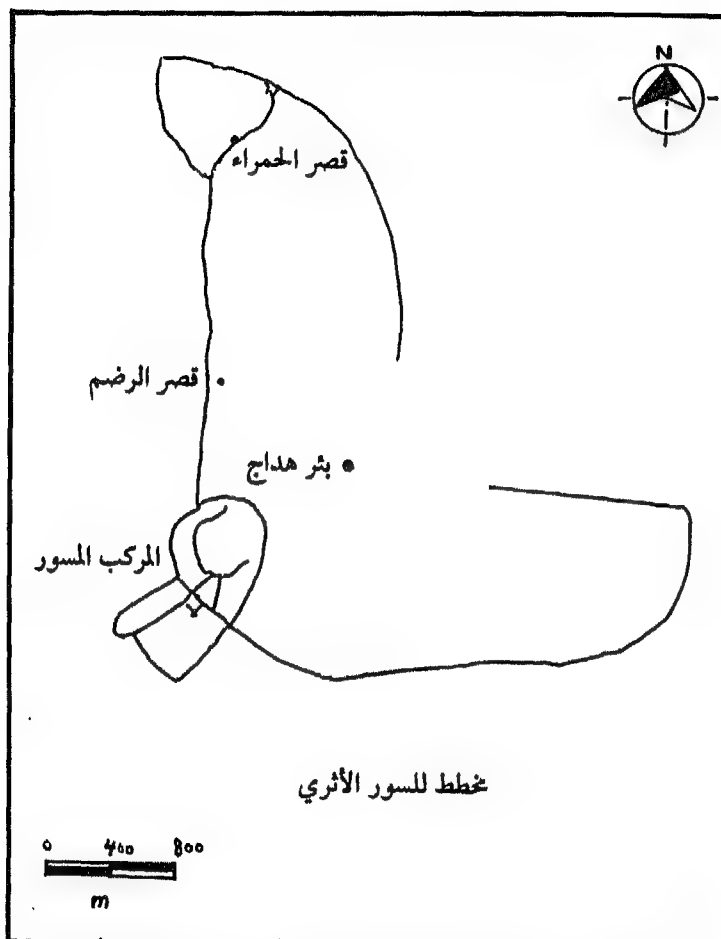 N
قصر الحمراء
قصر الرضم
بئر هداج
المركب المسور
مخطط للسور الأثري
0 400 800
m